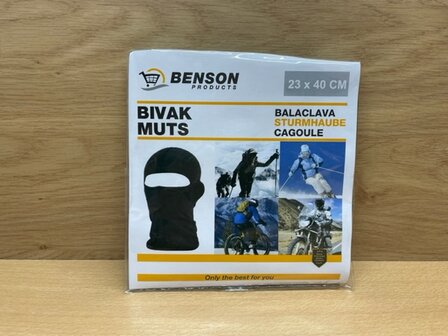 BENSON
PRODUCTS
23 x 40 CM
BIVAK
MUTS
BALACLAVA
STURMHAUBE
CAGOULE
Only the best for you